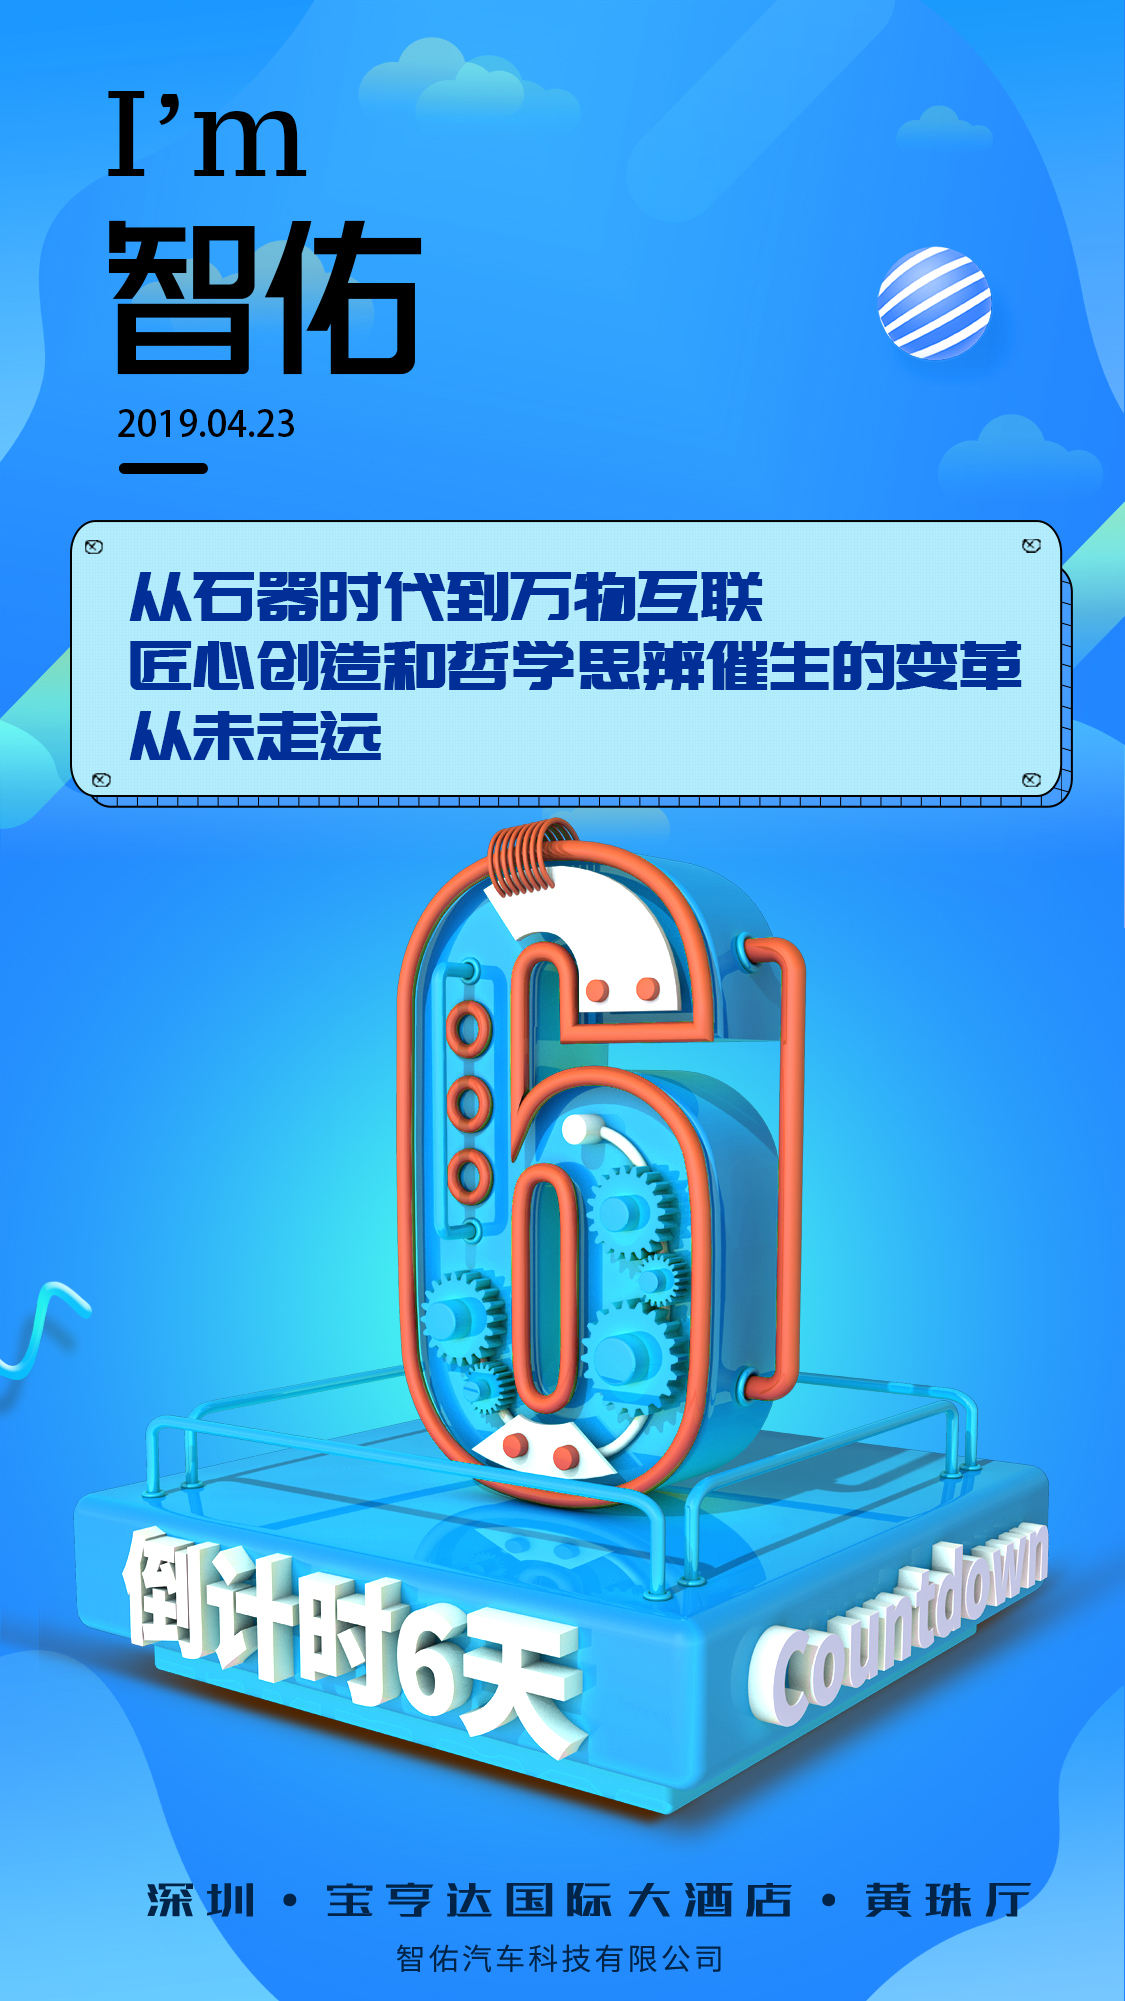 I’m
智佑
2019.04.23
从石器时代到万物互联
匠心创造和哲学思辨催生的变革
从未走远
倒计时6天
Countdown
深圳·宝亨达国际大酒店·黄珠厅
智佑汽车科技有限公司